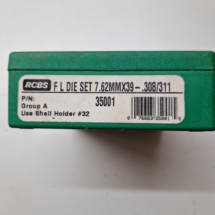 RCBS F L DIE SET 7.62MMX39-.308/311
P/N: 35001
Group A
Use Shell Holder #32